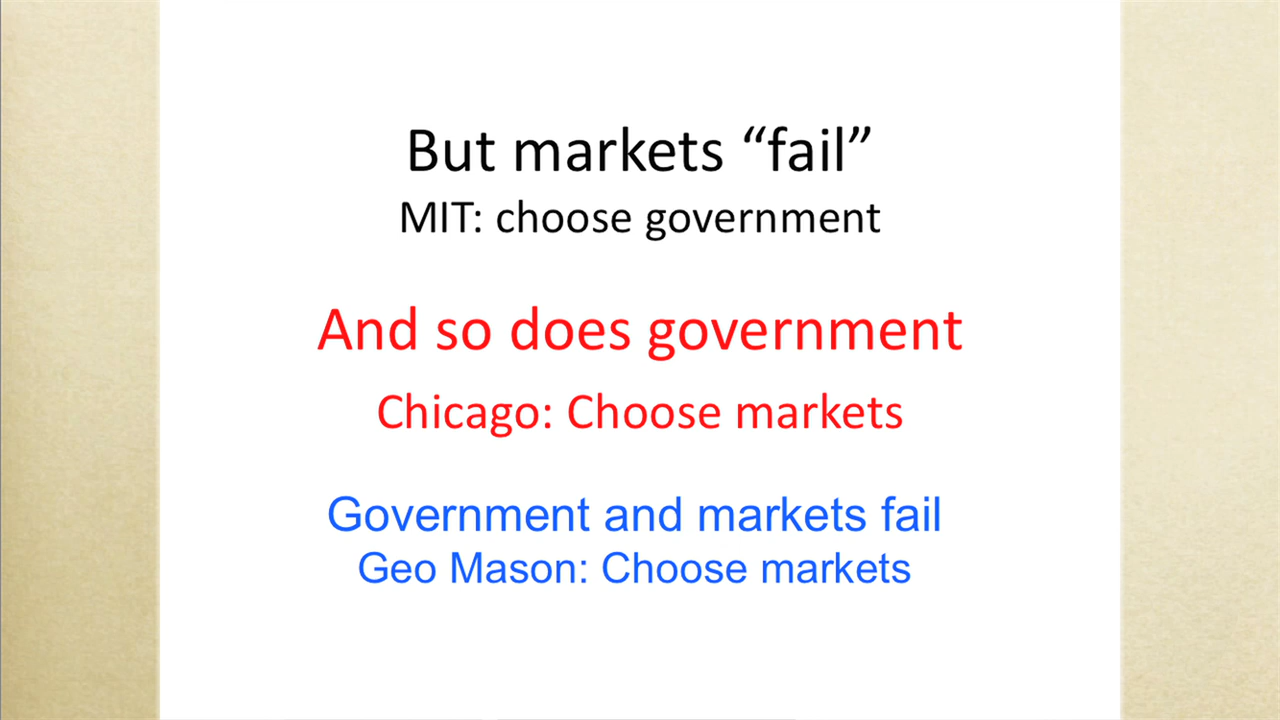 But markets “fail”
MIT: choose government
And so does government
Chicago: Choose markets
Government and markets fail
Geo Mason: Choose markets